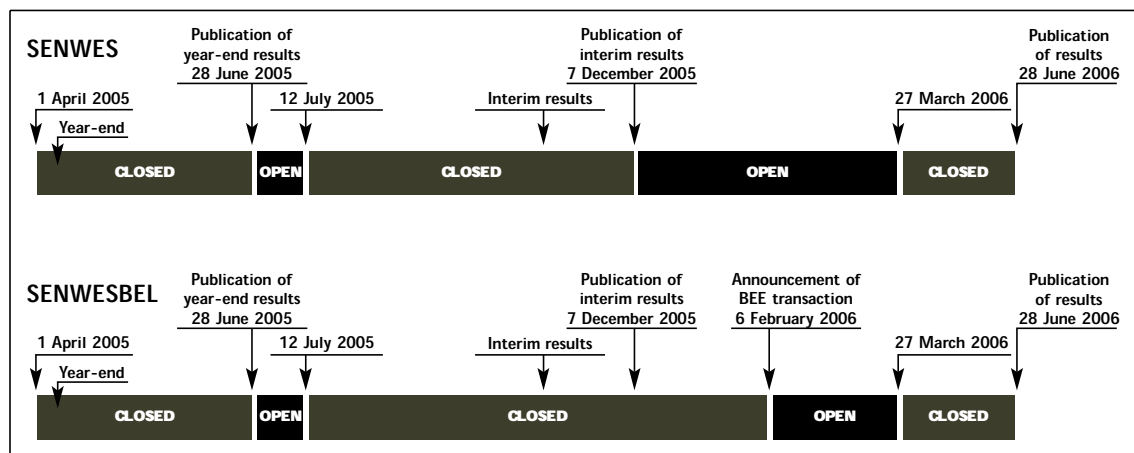 SENWES
Publication of
year-end results
28 June 2005
Publication of
interim results
7 December 2005
Publication
of results
28 June 2006
1 April 2005
12 July 2005
Interim results
27 March 2006
Year-end
CLOSED
OPEN
CLOSED
OPEN
CLOSED
SENWESBEL
Publication of
year-end results
28 June 2005
Publication of
interim results
7 December 2005
Announcement of
BEE transaction
6 February 2006
Publication
of results
28 June 2006
1 April 2005
12 July 2005
Interim results
27 March 2006
Year-end
CLOSED
OPEN
CLOSED
OPEN
CLOSED